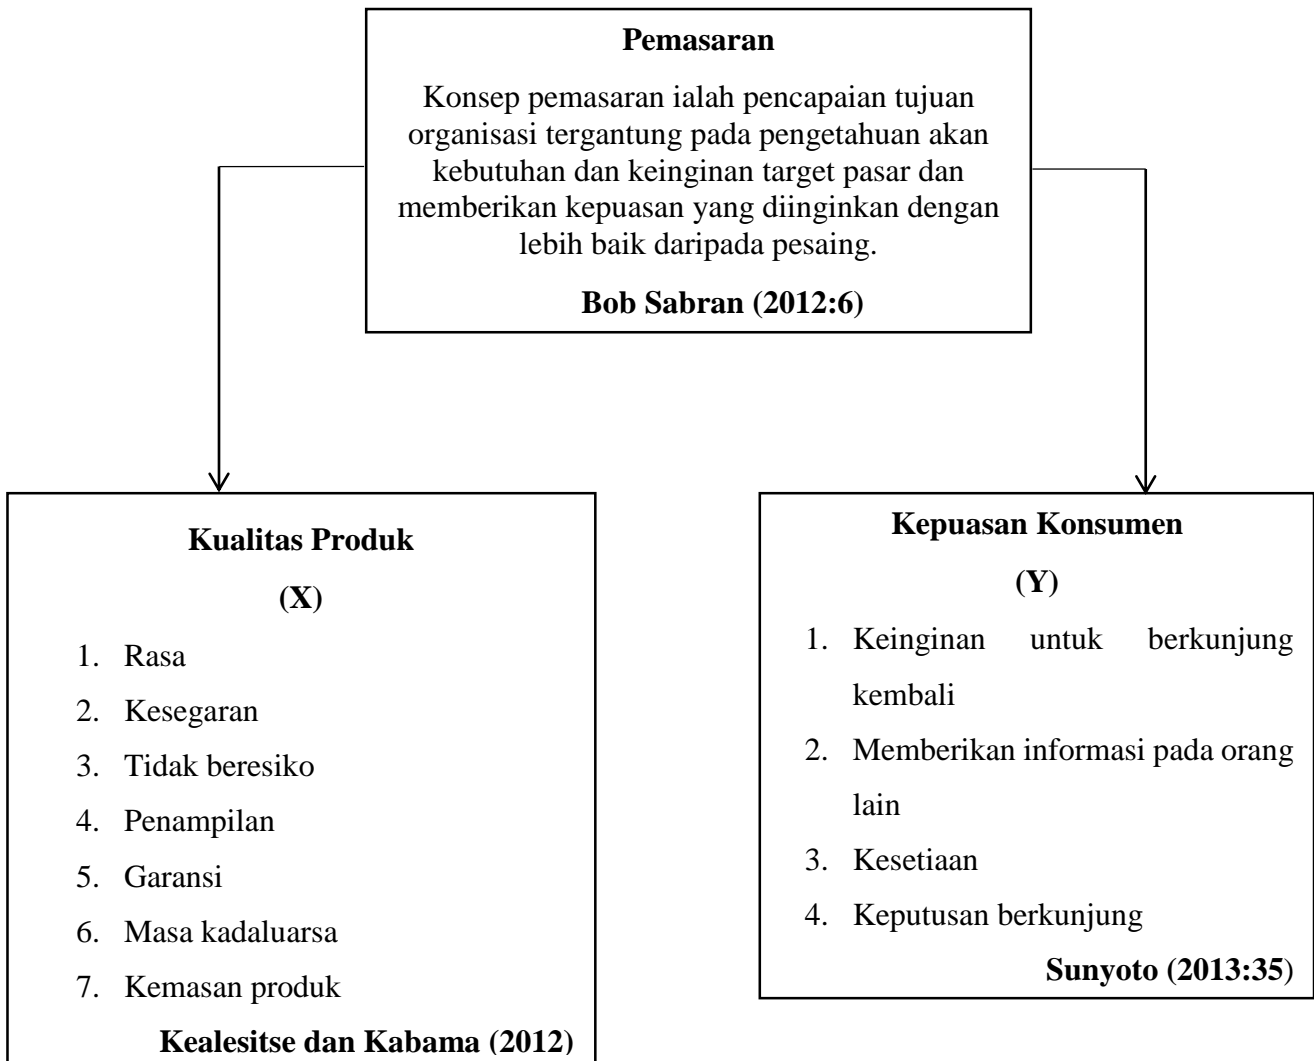 Pemasaran
Konsep pemasaran ialah pencapaian tujuan
organisasi tergantung pada pengetahuan akan
kebutuhan dan keinginan target pasar dan
memberikan kepuasan yang diinginkan dengan
lebih baik daripada pesaing.
Bob Sabran (2012:6)
Kualitas Produk
(X)
1. Rasa
2. Kesegaran
3. Tidak beresiko
4. Penampilan
5. Garansi
6. Masa kadaluarsa
7. Kemasan produk
Kealesitse dan Kabama (2012)
Kepuasan Konsumen
(Y)
1. Keinginan untuk berkunjung
kembali
2. Memberikan informasi pada orang
lain
3. Kesetiaan
4. Keputusan berkunjung
Sunyoto (2013:35)